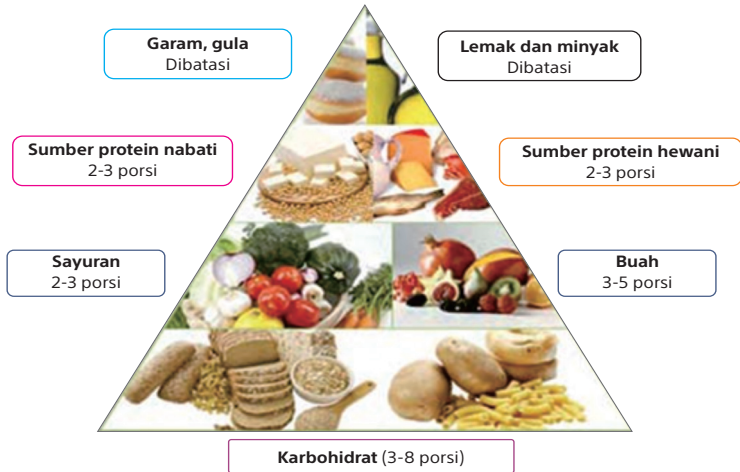 Garam, gula
Dibatasi
Lemak dan minyak
Dibatasi
Sumber protein nabati
2-3 porsi
Sumber protein hewani
2-3 porsi
Sayuran
2-3 porsi
Buah
3-5 porsi
Karbohidrat (3-8 porsi)